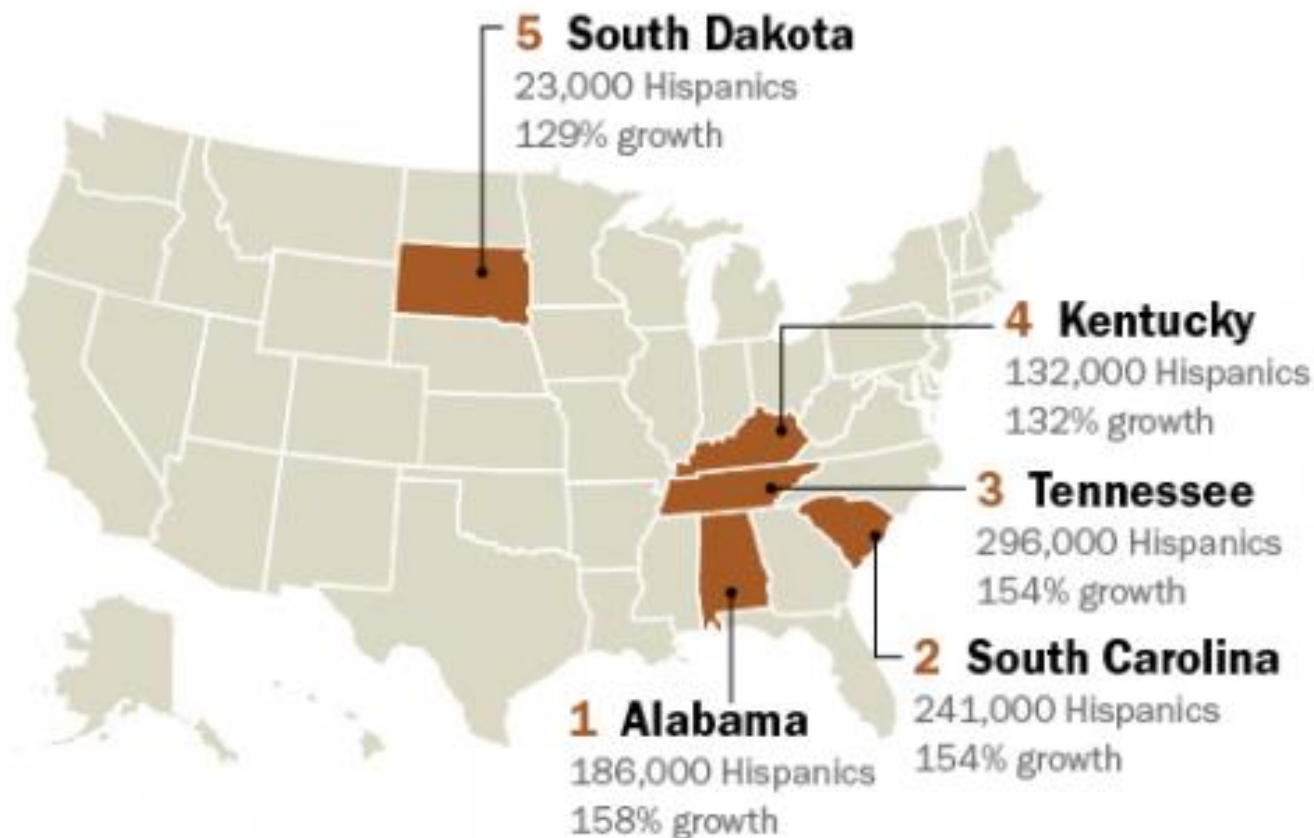 5 South Dakota
23,000 Hispanics
129% growth
4 Kentucky
132,000 Hispanics
132% growth
3 Tennessee
296,000 Hispanics
154% growth
2 South Carolina
241,000 Hispanics
154% growth
1 Alabama
186,000 Hispanics
158% growth